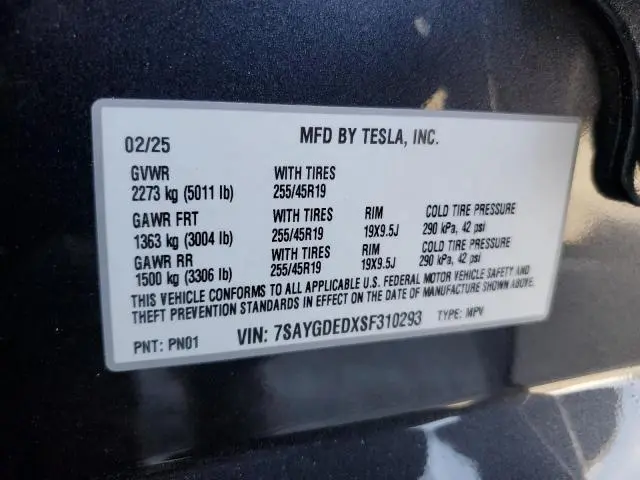 02/25 MFD BY TESLA, INC.
GVWR WITH TIRES
2273 kg (5011 lb) 255/45R19
GAWR FRT WITH TIRES RIM COLD TIRE PRESSURE
1363 kg (3004 lb) 255/45R19 19X9.5J 290 kPa, 42 psi
GAWR RR WITH TIRES RIM COLD TIRE PRESSURE
1500 kg (3306 lb) 255/45R19 19X9.5J 290 kPa, 42 psi
THIS VEHICLE CONFORMS TO ALL APPLICABLE U.S. FEDERAL MOTOR VEHICLE SAFETY AND
THEFT PREVENTION STANDARDS IN EFFECT ON THE DATE OF MANUFACTURE SHOWN ABOVE.
PNT: PN01 VIN: 7SAYGDEDXSF310293 TYPE: MPV